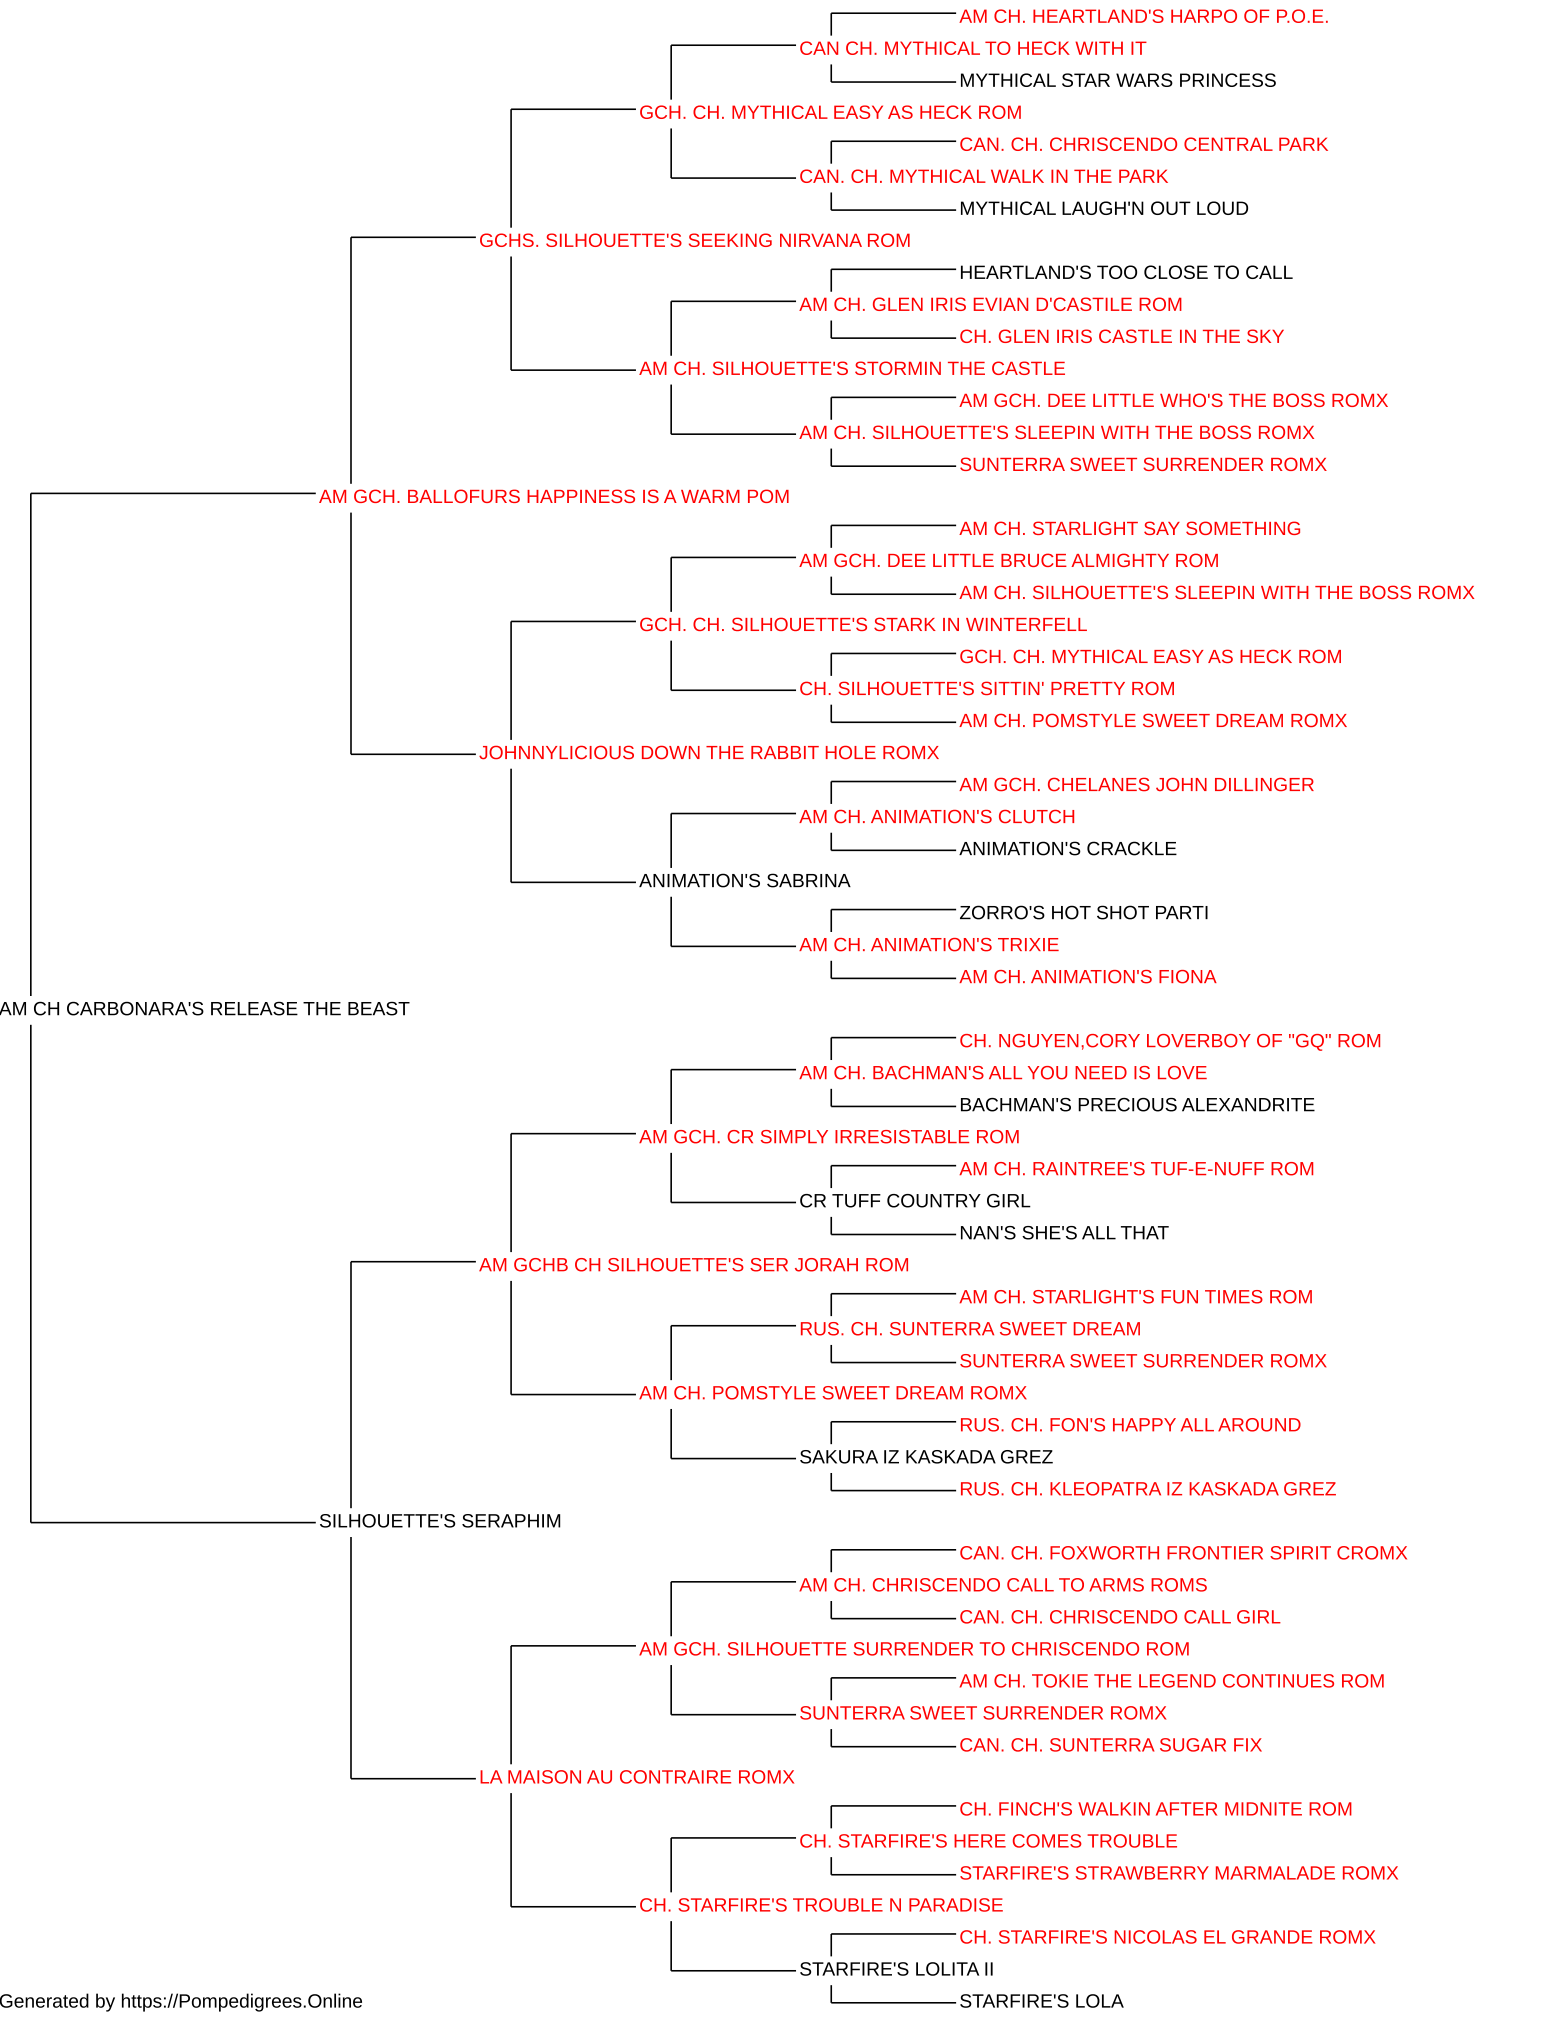 AM CH. HEARTLAND'S HARPO OF P.O.E.
CAN CH. MYTHICAL TO HECK WITH IT
MYTHICAL STAR WARS PRINCESS
GCH. CH. MYTHICAL EASY AS HECK ROM
CAN. CH. CHRISCENDO CENTRAL PARK
CAN. CH. MYTHICAL WALK IN THE PARK
MYTHICAL LAUGH'N OUT LOUD
GCHS. SILHOUETTE'S SEEKING NIRVANA ROM
HEARTLAND'S TOO CLOSE TO CALL
AM CH. GLEN IRIS EVIAN D'CASTILE ROM
CH. GLEN IRIS CASTLE IN THE SKY
AM CH. SILHOUETTE'S STORMIN THE CASTLE
AM GCH. DEE LITTLE WHO'S THE BOSS ROMX
AM CH. SILHOUETTE'S SLEEPIN WITH THE BOSS ROMX
SUNTERRA SWEET SURRENDER ROMX
AM GCH. BALLOFURS HAPPINESS IS A WARM POM
AM CH. STARLIGHT SAY SOMETHING
AM GCH. DEE LITTLE BRUCE ALMIGHTY ROM
AM CH. SILHOUETTE'S SLEEPIN WITH THE BOSS ROMX
GCH. CH. SILHOUETTE'S STARK IN WINTERFELL
GCH. CH. MYTHICAL EASY AS HECK ROM
CH. SILHOUETTE'S SITTIN' PRETTY ROM
AM CH. POMSTYLE SWEET DREAM ROMX
JOHNNYLICIOUS DOWN THE RABBIT HOLE ROMX
AM GCH. CHELANES JOHN DILLINGER
AM CH. ANIMATION'S CLUTCH
ANIMATION'S CRACKLE
ANIMATION'S SABRINA
ZORRO'S HOT SHOT PARTI
AM CH. ANIMATION'S TRIXIE
AM CH. ANIMATION'S FIONA
AM CH CARBONARA'S RELEASE THE BEAST
CH. NGUYEN,CORY LOVERBOY OF "GQ" ROM
AM CH. BACHMAN'S ALL YOU NEED IS LOVE
BACHMAN'S PRECIOUS ALEXANDRITE
AM GCH. CR SIMPLY IRRESISTABLE ROM
AM CH. RAINTREE'S TUF-E-NUFF ROM
CR TUFF COUNTRY GIRL
NAN'S SHE'S ALL THAT
AM GCHB CH SILHOUETTE'S SER JORAH ROM
AM CH. STARLIGHT'S FUN TIMES ROM
RUS. CH. SUNTERRA SWEET DREAM
SUNTERRA SWEET SURRENDER ROMX
AM CH. POMSTYLE SWEET DREAM ROMX
RUS. CH. FON'S HAPPY ALL AROUND
SAKURA IZ KASKADA GREZ
RUS. CH. KLEOPATRA IZ KASKADA GREZ
SILHOUETTE'S SERAPHIM
CAN. CH. FOXWORTH FRONTIER SPIRIT CROMX
AM CH. CHRISCENDO CALL TO ARMS ROMS
CAN. CH. CHRISCENDO CALL GIRL
AM GCH. SILHOUETTE SURRENDER TO CHRISCENDO ROM
AM CH. TOKIE THE LEGEND CONTINUES ROM
SUNTERRA SWEET SURRENDER ROMX
CAN. CH. SUNTERRA SUGAR FIX
LA MAISON AU CONTRAIRE ROMX
CH. FINCH'S WALKIN AFTER MIDNITE ROM
CH. STARFIRE'S HERE COMES TROUBLE
STARFIRE'S STRAWBERRY MARMALADE ROMX
CH. STARFIRE'S TROUBLE N PARADISE
CH. STARFIRE'S NICOLAS EL GRANDE ROMX
STARFIRE'S LOLITA II
STARFIRE'S LOLA
Generated by https://Pompedigrees.Online